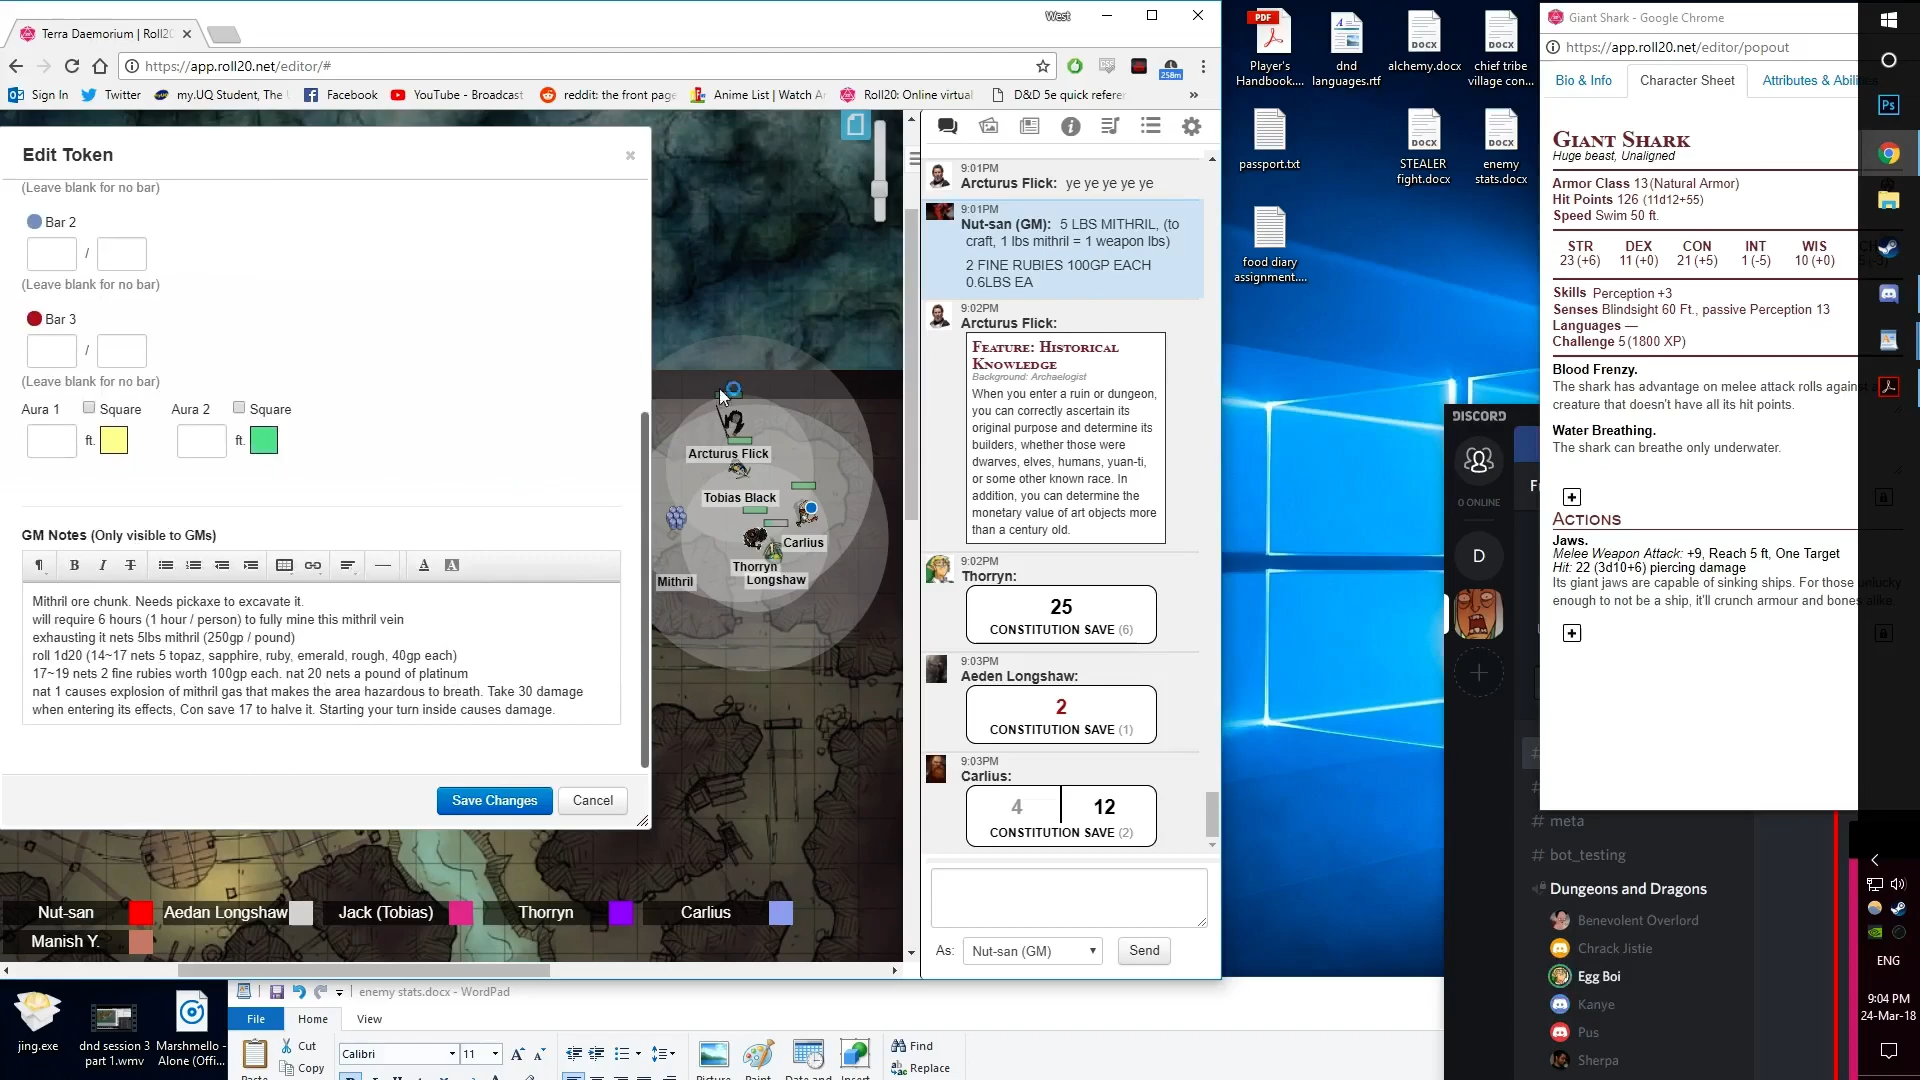 West
Terra Daemorium | Roll20
https://app.roll20.net/editor/#
258m
Sign In
Twitter
my.UQ Student, The
Facebook
YouTube - Broadcast
reddit: the front page
Anime List | Watch
Roll20: Online virtual
D&D 5e quick refere
»
Edit Token
(Leave blank for no bar)
Bar 2
/
(Leave blank for no bar)
Bar 3
/
(Leave blank for no bar)
Aura 1 Square Aura 2 Square
ft. ft.
GM Notes (Only visible to GMs)
Mithril ore chunk. Needs pickaxe to excavate it.
will require 6 hours (1 hour / person) to fully mine this mithril vein
exhausting it nets 5lbs mithril (250gp / pound)
roll 1d20 (14~17 nets 5 topaz, sapphire, ruby, emerald, rough, 40gp each)
17~19 nets 2 fine rubies worth 100gp each. nat 20 nets a pound of platinum
nat 1 causes explosion of mithril gas that makes the area hazardous to breath. Take 30 damage
when entering its effects, Con save 17 to halve it. Starting your turn inside causes damage.
Save Changes
Cancel
Arcturus Flick
Tobias Black
Carlius
Thorryn
Longshaw
Mithril
Nut-san
Aedan Longshaw
Jack (Tobias)
Thorryn
Carlius
Manish Y.
9:01PM
Arcturus Flick: ye ye ye ye ye
9:01PM
Nut-san (GM): 5 LBS MITHRIL, (to
craft, 1 lbs mithril = 1 weapon lbs)
2 FINE RUBIES 100GP EACH
0.6LBS EA
9:02PM
Arcturus Flick:
Feature: Historical
Knowledge
Background: Archaelogist
When you enter a ruin or dungeon,
you can correctly ascertain its
original purpose and determine its
builders, whether those were
dwarves, elves, humans, yuan-ti,
or some other known race. In
addition, you can determine the
monetary value of art objects more
than a century old.
9:02PM
Thorryn:
25
CONSTITUTION SAVE (6)
9:03PM
Aeden Longshaw:
2
CONSTITUTION SAVE (1)
9:03PM
Carlius:
4 12
CONSTITUTION SAVE (2)
As: Nut-san (GM) Send
PDF
Player's
Handbook....
dnd
languages.rtf
DOCX
alchemy.docx
DOCX
chief tribe
village con...
passport.txt
DOCX
STEALER
fight.docx
DOCX
enemy
stats.docx
food diary
assignment....
Giant Shark - Google Chrome
https://app.roll20.net/editor/popout
Bio & Info
Character Sheet
Attributes & Abili
Giant Shark
Huge beast, Unaligned
Armor Class 13 (Natural Armor)
Hit Points 126 (11d12+55)
Speed Swim 50 ft.
STR DEX CON INT WIS
23 (+6) 11 (+0) 21 (+5) 1 (-5) 10 (+0)
Skills Perception +3
Senses Blindsight 60 Ft., passive Perception 13
Languages —
Challenge 5 (1800 XP)
Blood Frenzy.
The shark has advantage on melee attack rolls against a
creature that doesn't have all its hit points.
Water Breathing.
The shark can breathe only underwater.
Actions
Jaws.
Melee Weapon Attack: +9, Reach 5 ft, One Target
Hit: 22 (3d10+6) piercing damage
Its giant jaws are capable of sinking ships. For those unlucky
enough to not be a ship, it'll crunch armour and bones alike.
DISCORD
0 ONLINE
D
# meta
# bot_testing
Dungeons and Dragons
Benevolent Overlord
Chrack Jistie
Egg Boi
Kanye
Pus
Sherpa
Ps
ENG
9:04 PM
24-Mar-18
jing.exe
dnd session 3
part 1.wmv
Marshmello -
Alone (Offi...
enemy stats.docx - WordPad
File
Home
View
Cut
Copy
Calibri
11
Find
Replace